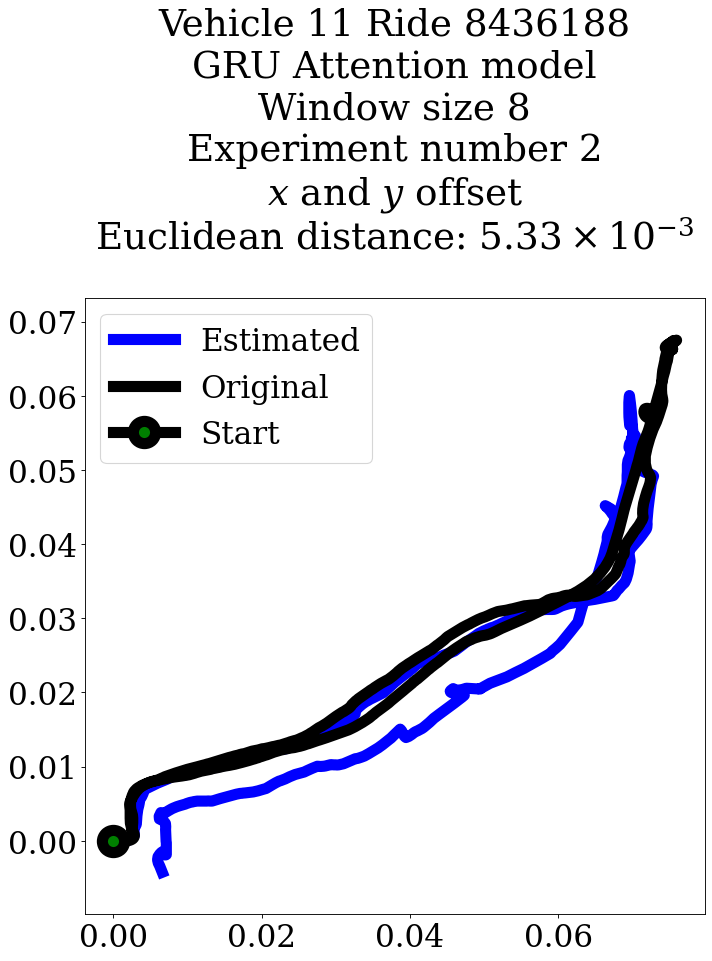 Vehicle 11 Ride 8436188
GRU Attention model
Window size 8
Experiment number 2
x and y offset
Euclidean distance: 5.33 × 10⁻³
Estimated
Original
Start
0.07
0.06
0.05
0.04
0.03
0.02
0.01
0.00
0.00 0.02 0.04 0.06